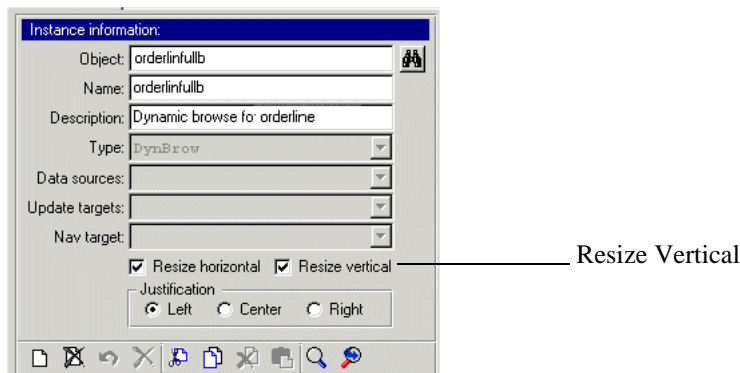 Instance information:
Object: orderlinfullb
Name: orderlinfullb
Description: Dynamic browse for orderline
Type: DynBrow
Data sources:
Update targets:
Nav target:
Resize horizontal Resize vertical
Resize Vertical
Justification
Left Center Right